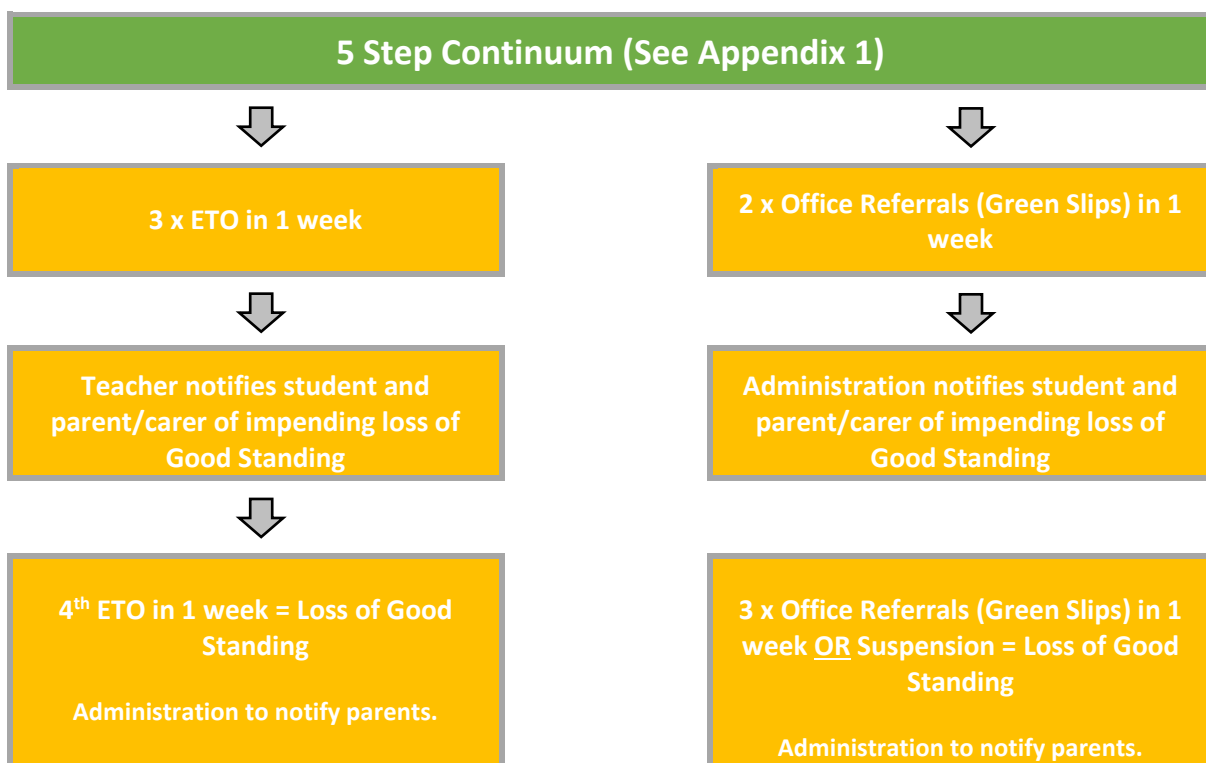 5 Step Continuum (See Appendix 1)
3 x ETO in 1 week
2 x Office Referrals (Green Slips) in 1
week
Teacher notifies student and
parent/carer of impending loss of
Good Standing
Administration notifies student and
parent/carer of impending loss of
Good Standing
4th ETO in 1 week = Loss of Good
Standing
Administration to notify parents.
3 x Office Referrals (Green Slips) in 1
week OR Suspension = Loss of Good
Standing
Administration to notify parents.